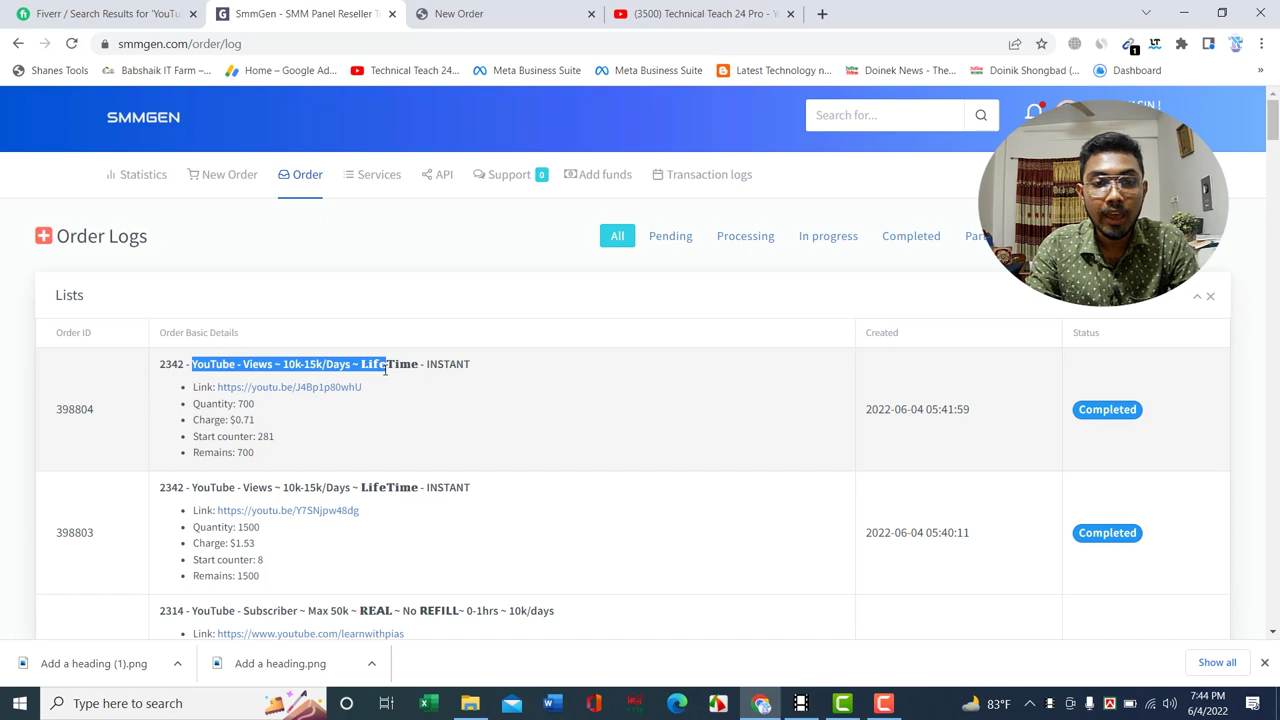 Fiverr / Search Results for 'YouTu
SmmGen - SMM Panel Reseller T
New Order
(3500) Technical Teach 24 Pro - Y
smmgen.com/order/log
1
Shanes Tools
Babshaik IT Farm –...
Home – Google Ad...
Technical Teach 24...
Meta Business Suite
Meta Business Suite
Latest Technology n...
Doinek News - The...
Doinik Shongbad (...
Dashboard
»
SMMGEN
Search for...
Statistics
New Order
Order
Services
API
Support 0
Add funds
Transaction logs
Order Logs
All
Pending
Processing
In progress
Completed
Lists
Order ID
Order Basic Details
Created
Status
2342 - YouTube - Views ~ 10k-15k/Days ~ LifeTime - INSTANT
Link: https://youtu.be/J4Bp1p80whU
398804
Quantity: 700
2022-06-04 05:41:59
Completed
Charge: $0.71
Start counter: 281
Remains: 700
2342 - YouTube - Views ~ 10k-15k/Days ~ LifeTime - INSTANT
Link: https://youtu.be/Y7SNjpw48dg
398803
Quantity: 1500
2022-06-04 05:40:11
Completed
Charge: $1.53
Start counter: 8
Remains: 1500
2314 - YouTube - Subscriber ~ Max 50k ~ REAL ~ No REFILL~ 0-1hrs ~ 10k/days
Link: https://www.youtube.com/learnwithpias
Add a heading (1).png
Add a heading.png
Show all
Type here to search
83°F
7:44 PM
6/4/2022